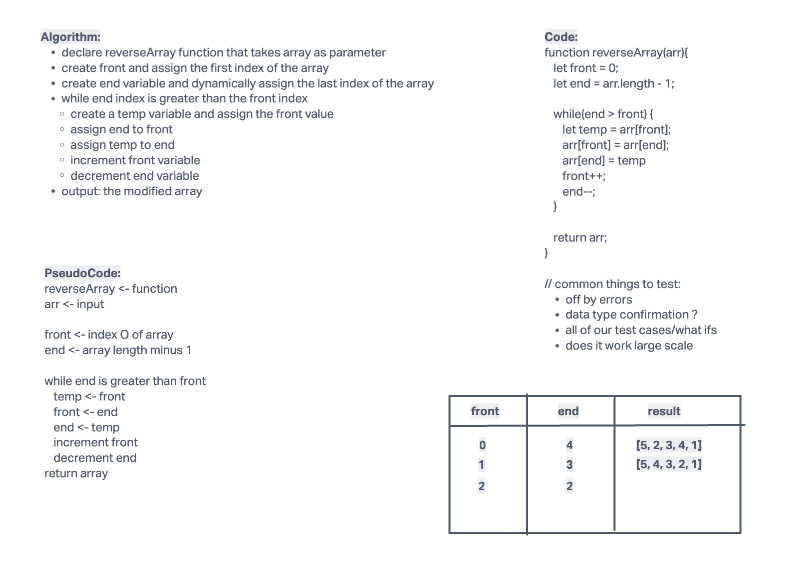 Algorithm:
• declare reverseArray function that takes array as parameter
• create front and assign the first index of the array
• create end variable and dynamically assign the last index of the array
• while end index is greater than the front index
○ create a temp variable and assign the front value
○ assign end to front
○ assign temp to end
○ increment front variable
○ decrement end variable
• output: the modified array
PseudoCode:
reverseArray <- function
arr <- input
front <- index O of array
end <- array length minus 1
while end is greater than front
temp <- front
front <- end
end <- temp
increment front
decrement end
return array
Code:
function reverseArray(arr){
let front = 0;
let end = arr.length - 1;
while(end > front) {
let temp = arr[front];
arr[front] = arr[end];
arr[end] = temp
front++;
end--;
}
return arr;
}
// common things to test:
• off by errors
• data type confirmation ?
• all of our test cases/what ifs
• does it work large scale
front end result
0 4 [5, 2, 3, 4, 1]
1 3 [5, 4, 3, 2, 1]
2 2